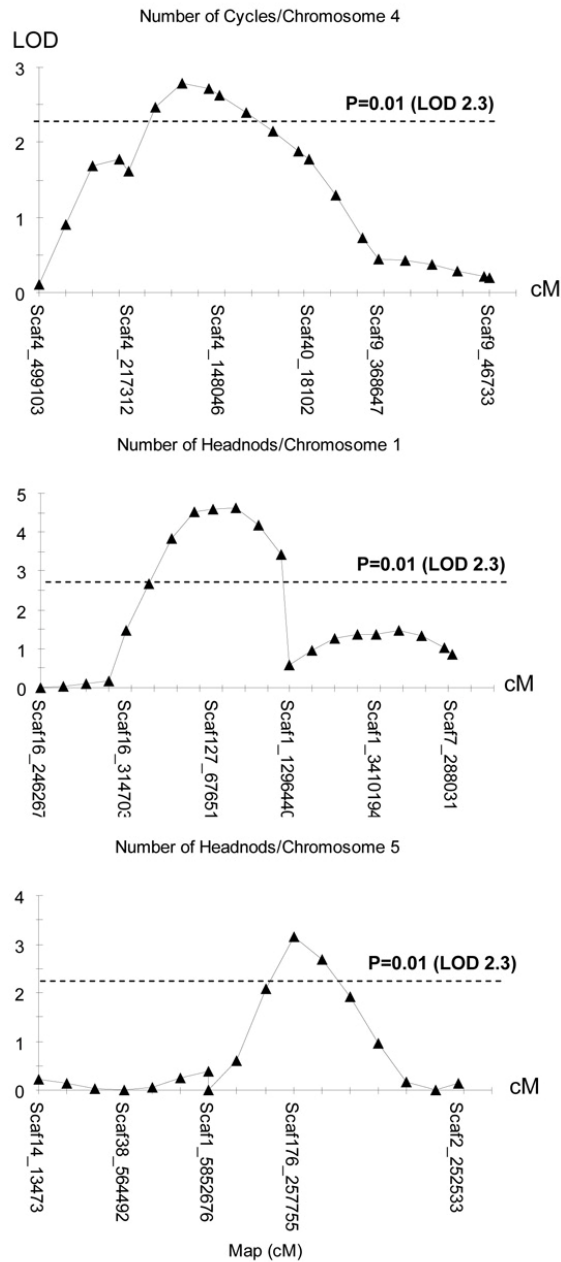 Number of Cycles/Chromosome 4
LOD
3
P=0.01 (LOD 2.3)
2
1
0
cM
Scaf4_499103
Scaf4_217312
Scaf4_148046
Scaf40_18102
Scaf9_368647
Scaf9_46733
Number of Headnods/Chromosome 1
5
4
3
P=0.01 (LOD 2.3)
2
1
0
cM
Scaf16_246267
Scaf16_314703
Scaf127_67651
Scaf1_1296440
Scaf1_3410194
Scaf7_288031
Number of Headnods/Chromosome 5
4
3
P=0.01 (LOD 2.3)
2
1
0
cM
Scaf14_13473
Scaf38_564492
Scaf1_5852676
Scaf176_257755
Scaf2_252533
Map (cM)